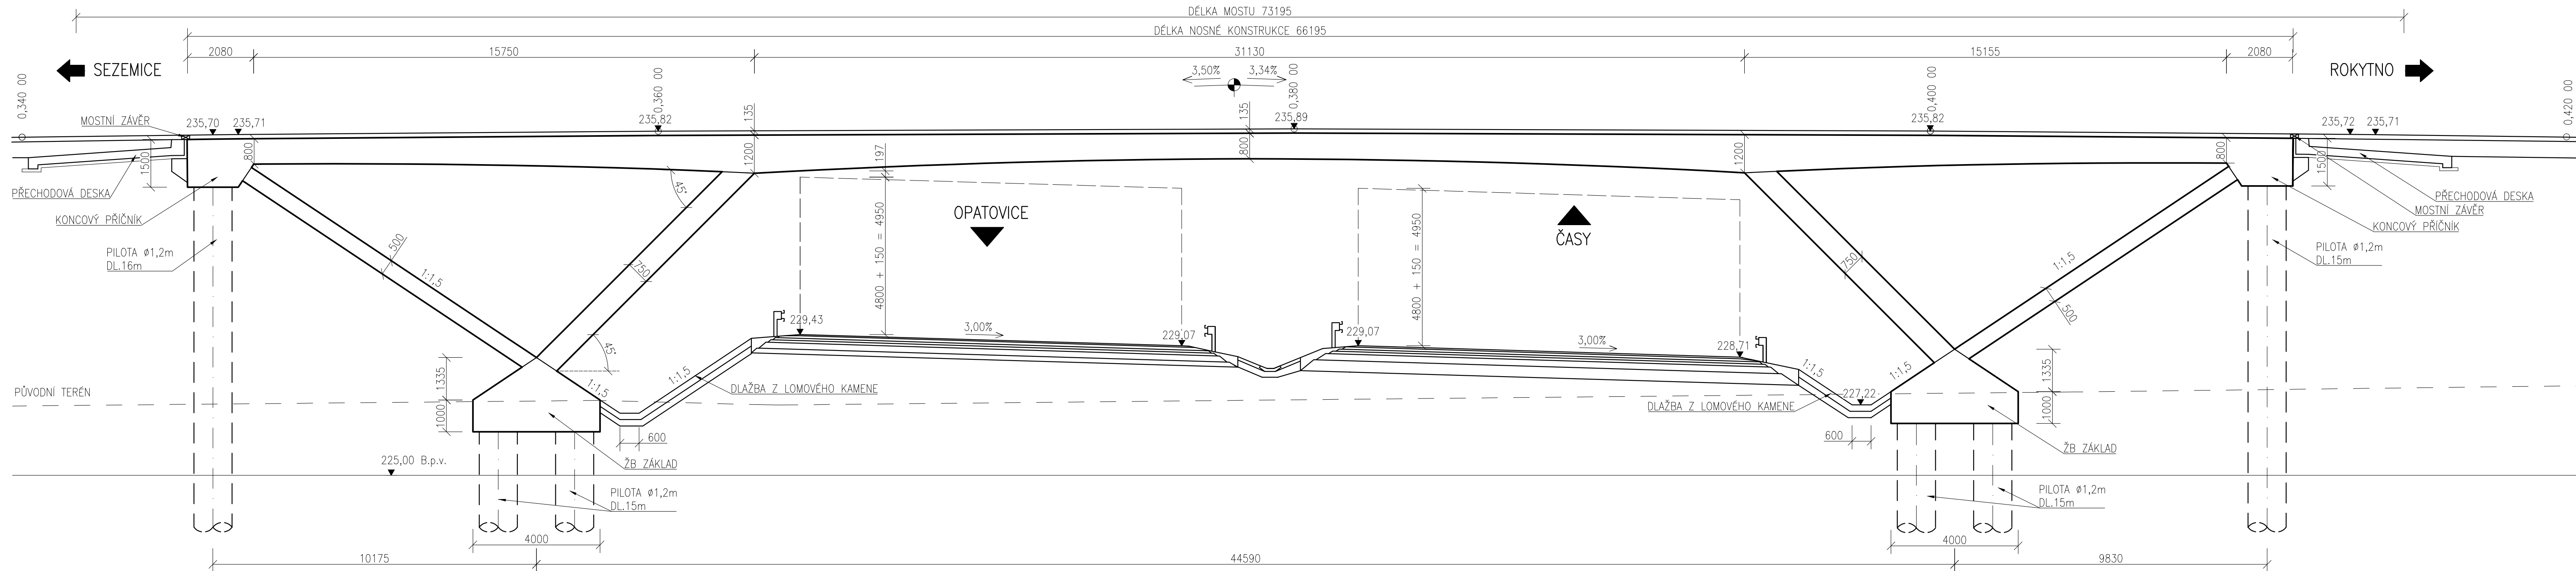 DÉLKA MOSTU 73195
DÉLKA NOSNÉ KONSTRUKCE 66195
2080
15750
31130
15155
2080
SEZEMICE
3,50%
3,34%
ROKYTNO
0,340 00
0,360 00
0,380 00
0,400 00
0,420 00
MOSTNÍ ZÁVĚR
235,70
235,71
235,82
135
135
235,89
235,82
235,72
235,71
1500
800
1200
197
800
1200
800
1500
PŘECHODOVÁ DESKA
KONCOVÝ PŘÍČNÍK
45°
OPATOVICE
ČASY
PŘECHODOVÁ DESKA
MOSTNÍ ZÁVĚR
KONCOVÝ PŘÍČNÍK
PILOTA ø1,2m
DL.16m
500
1:1,5
750
4800 + 150 = 4950
4800 + 150 = 4950
750
1:1,5
500
PILOTA ø1,2m
DL.15m
229,43
3,00%
229,07
229,07
3,00%
228,71
45°
1335
1000
1:1,5
1:1,5
DLAŽBA Z LOMOVÉHO KAMENE
DLAŽBA Z LOMOVÉHO KAMENE
1:1,5
227,22
1:1,5
1335
1000
PŮVODNÍ TERÉN
600
600
225,00 B.p.v.
ŽB ZÁKLAD
ŽB ZÁKLAD
PILOTA ø1,2m
DL.15m
PILOTA ø1,2m
DL.15m
4000
4000
10175
44590
9830